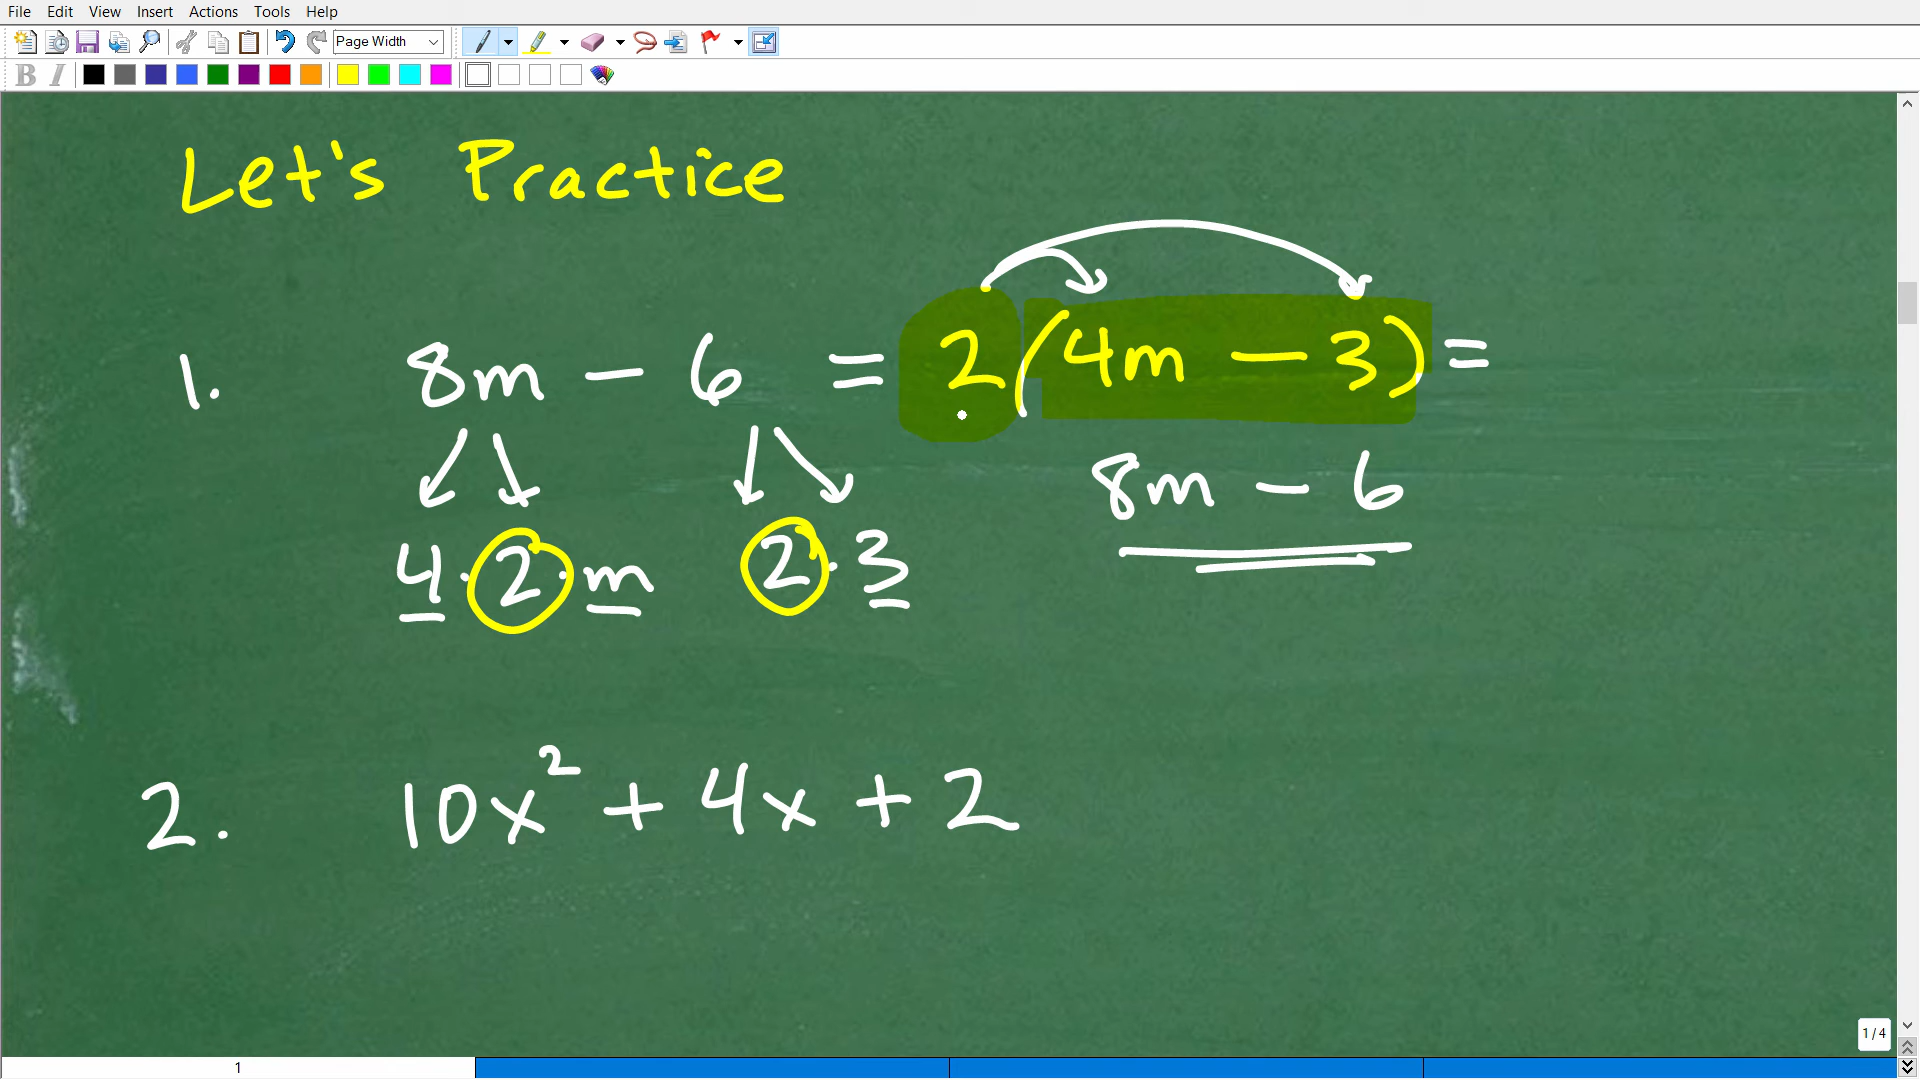 File Edit View Insert Actions Tools Help
Page Width
B I
Let's Practice
1. 8m − 6 = 2(4m − 3) =
8m − 6
4 · 2 · m 2 · 3
2. 10x² + 4x + 2
1 / 4
1